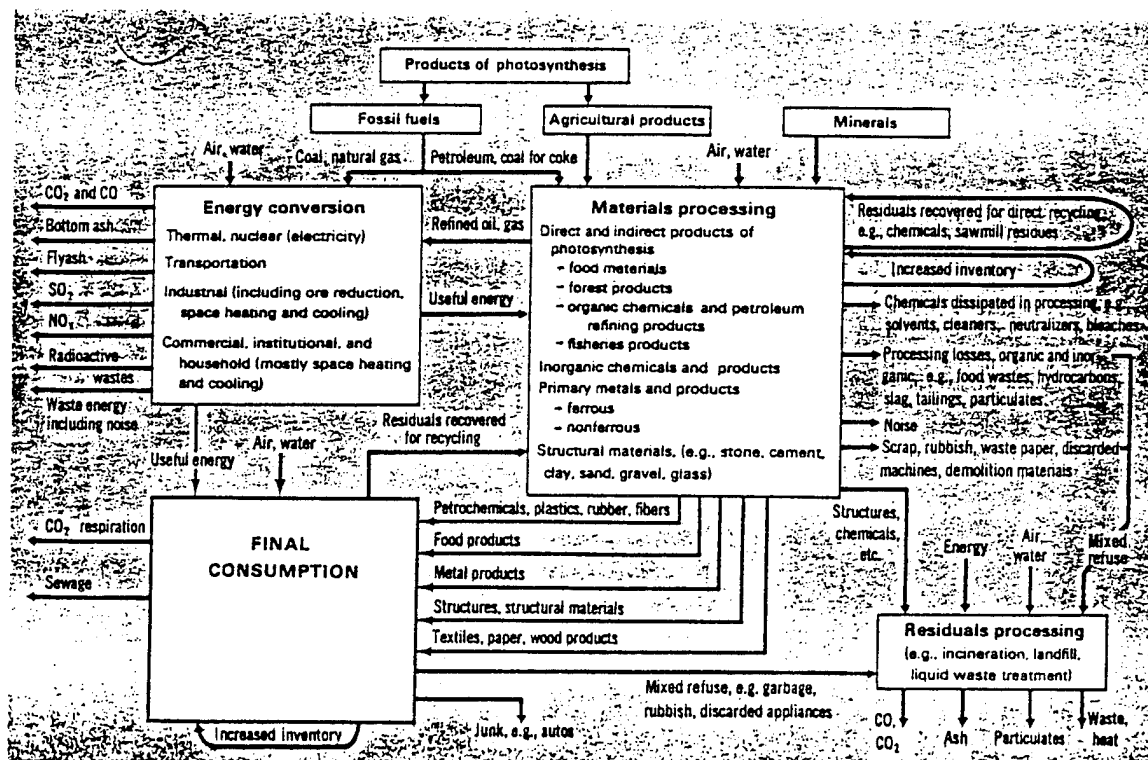 Products of photosynthesis
Fossil fuels
Agricultural products
Minerals
Air, water
Coal, natural gas
Petroleum, coal for coke
Air, water
CO₂ and CO
Bottom ash
Flyash
SO₂
NOₓ
Radioactive
wastes
Waste energy
including noise
Energy conversion
Thermal, nuclear (electricity)
Transportation
Industrial (including ore reduction,
space heating and cooling)
Commercial, institutional, and
household (mostly space heating
and cooling)
Refined oil, gas
Useful energy
Materials processing
Direct and indirect products of
photosynthesis
– food materials
– forest products
– organic chemicals and petroleum
refining products
– fisheries products
Inorganic chemicals and products
Primary metals and products
– ferrous
– nonferrous
Structural materials, (e.g., stone, cement,
clay, sand, gravel, glass)
Residuals recovered for direct recycling
e.g., chemicals, sawmill residues
Increased inventory
Chemicals dissipated in processing, e.g.,
solvents, cleaners, neutralizers, bleaches
Processing losses, organic and inor-
ganic, e.g., food wastes, hydrocarbons,
slag, tailings, particulates
Noise
Scrap, rubbish, waste paper, discarded
machines, demolition materials
Useful energy
Air, water
Residuals recovered
for recycling
CO₂ respiration
Sewage
FINAL
CONSUMPTION
Petrochemicals, plastics, rubber, fibers
Food products
Metal products
Structures, structural materials
Textiles, paper, wood products
Structures,
chemicals,
etc.
Energy
Air,
water
Mixed
refuse
Residuals processing
(e.g., incineration, landfill,
liquid waste treatment)
Mixed refuse, e.g. garbage,
rubbish, discarded appliances
Junk, e.g., autos
Increased inventory
CO,
CO₂
Ash
Particulates
Waste,
heat